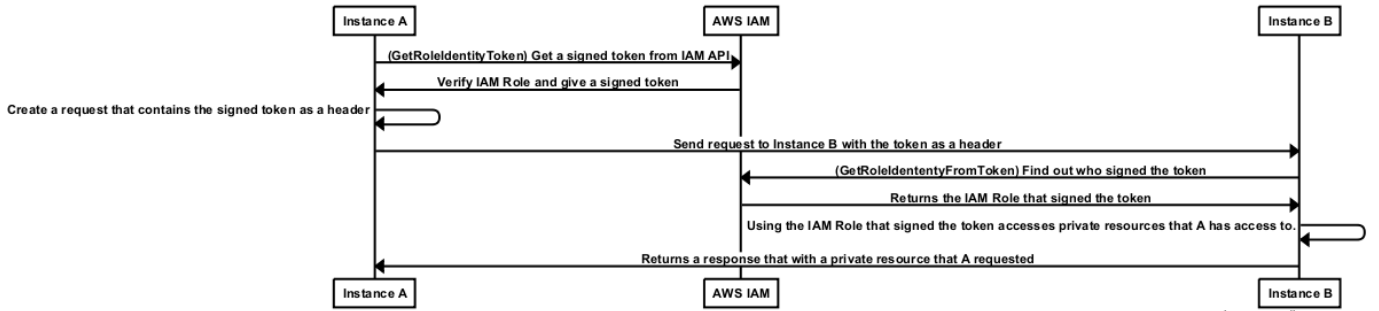 Instance A
AWS IAM
Instance B
(GetRoleIdentityToken) Get a signed token from IAM API
Verify IAM Role and give a signed token
Create a request that contains the signed token as a header
Send request to Instance B with the token as a header
(GetRoleIdententyFromToken) Find out who signed the token
Returns the IAM Role that signed the token
Using the IAM Role that signed the token accesses private resources that A has access to.
Returns a response that with a private resource that A requested
Instance A
AWS IAM
Instance B